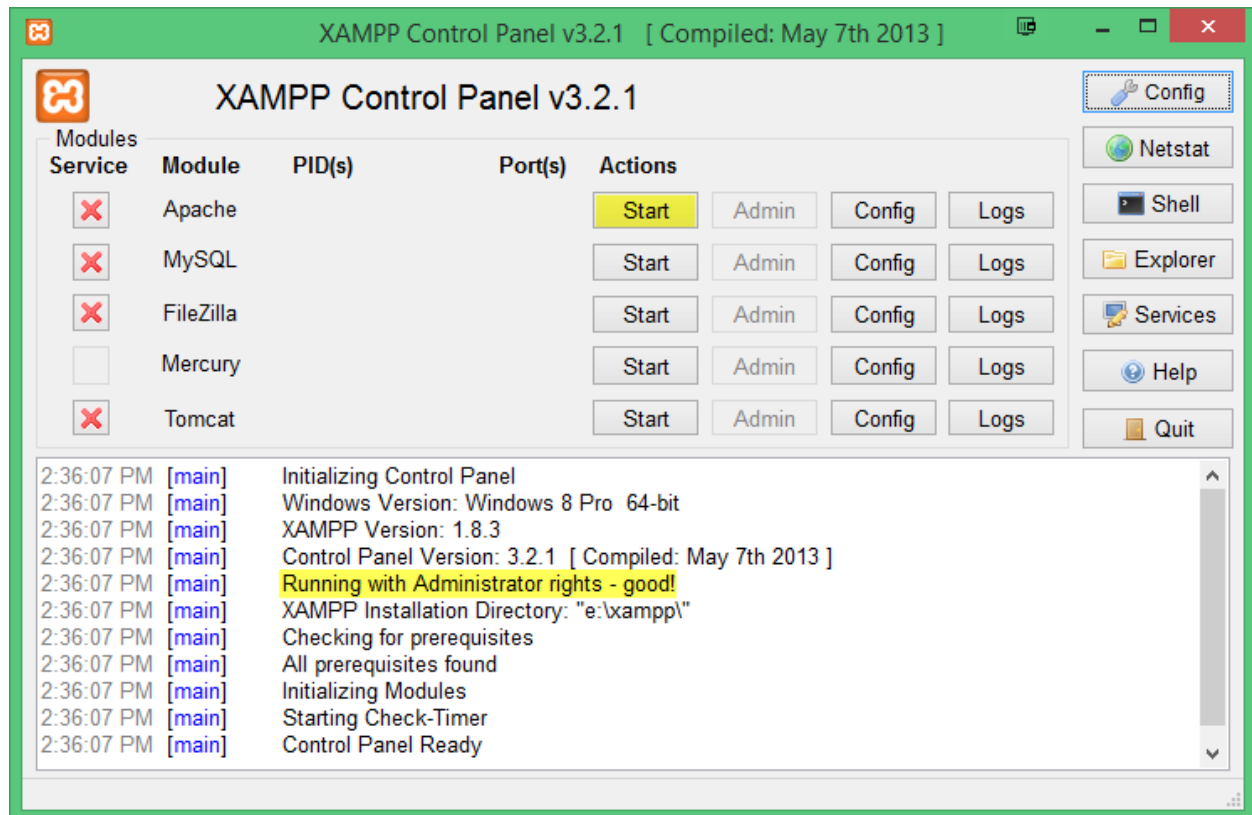 XAMPP Control Panel v3.2.1 [ Compiled: May 7th 2013 ]
XAMPP Control Panel v3.2.1
Config
Modules
Netstat
Service Module PID(s) Port(s) Actions
Apache Start Admin Config Logs
Shell
MySQL Start Admin Config Logs
Explorer
FileZilla Start Admin Config Logs
Services
Mercury Start Admin Config Logs
Help
Tomcat Start Admin Config Logs
Quit
2:36:07 PM [main] Initializing Control Panel
2:36:07 PM [main] Windows Version: Windows 8 Pro 64-bit
2:36:07 PM [main] XAMPP Version: 1.8.3
2:36:07 PM [main] Control Panel Version: 3.2.1 [ Compiled: May 7th 2013 ]
2:36:07 PM [main] Running with Administrator rights - good!
2:36:07 PM [main] XAMPP Installation Directory: "e:\xampp\"
2:36:07 PM [main] Checking for prerequisites
2:36:07 PM [main] All prerequisites found
2:36:07 PM [main] Initializing Modules
2:36:07 PM [main] Starting Check-Timer
2:36:07 PM [main] Control Panel Ready